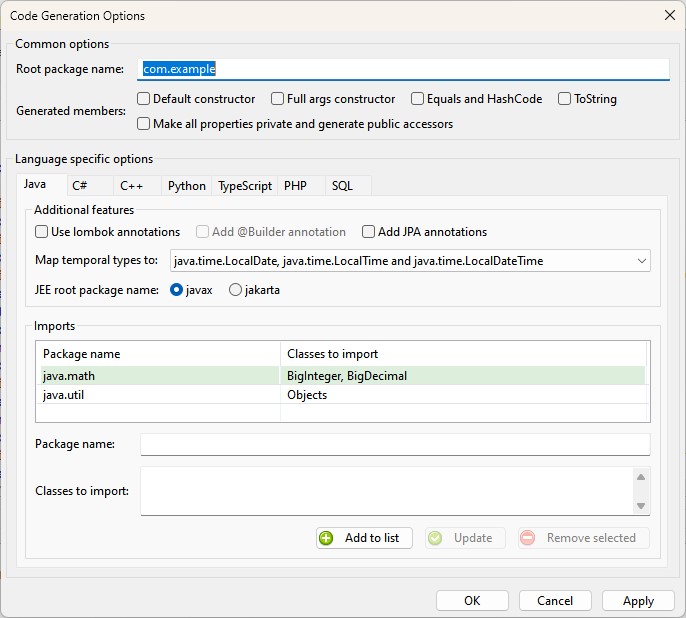 Code Generation Options
Common options
Root package name: com.example
Generated members: Default constructor Full args constructor Equals and HashCode ToString
Make all properties private and generate public accessors
Language specific options
Java C# C++ Python TypeScript PHP SQL
Additional features
Use lombok annotations Add @Builder annotation Add JPA annotations
Map temporal types to: java.time.LocalDate, java.time.LocalTime and java.time.LocalDateTime
JEE root package name: javax jakarta
Imports
Package name Classes to import
java.math BigInteger, BigDecimal
java.util Objects
Package name:
Classes to import:
Add to list Update Remove selected
OK Cancel Apply